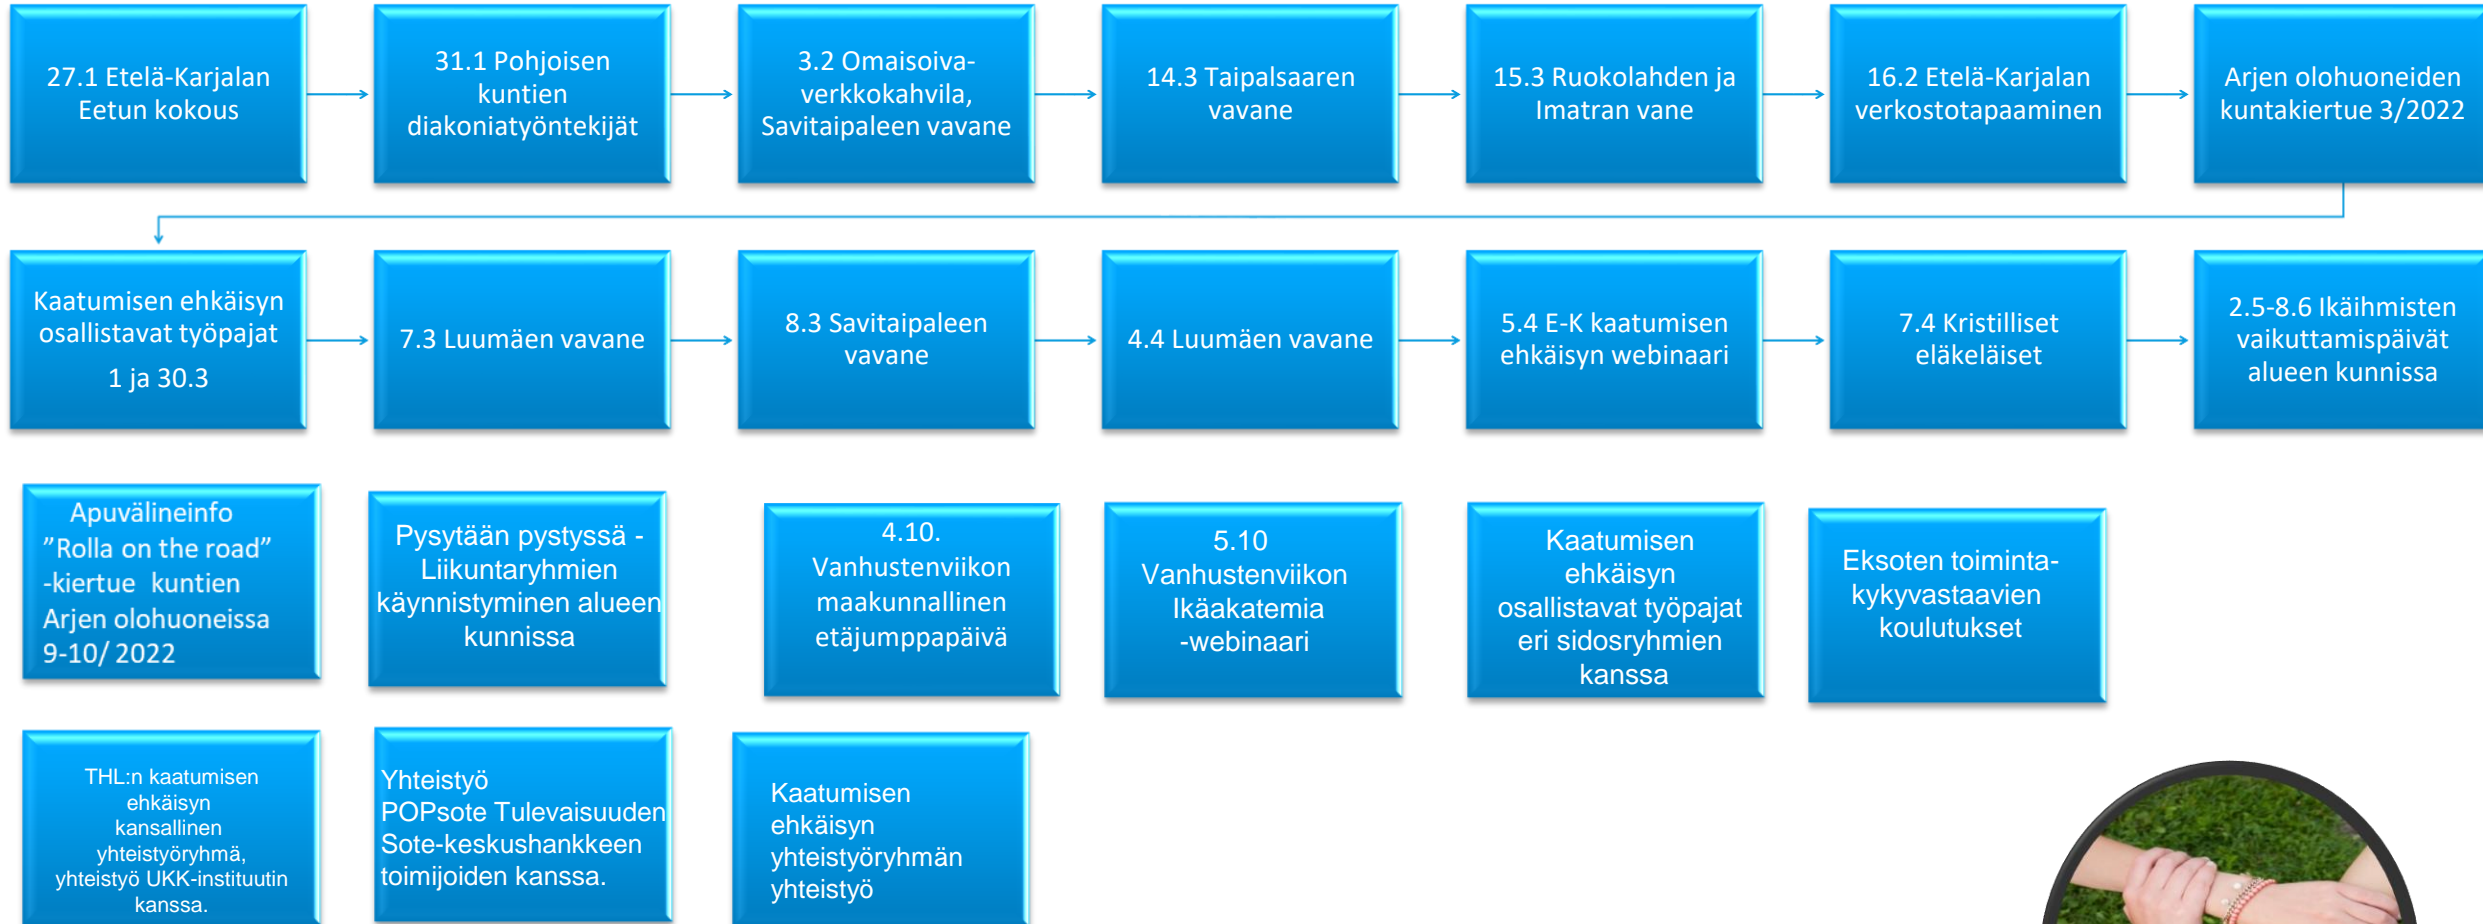 27.1 Etelä-Karjalan
Eetun kokous
31.1 Pohjoisen
kuntien
diakoniatyöntekijät
3.2 Omaisoiva-
verkkokahvila,
Savitaipaleen vavane
14.3 Taipalsaaren
vavane
15.3 Ruokolahden ja
Imatran vane
16.2 Etelä-Karjalan
verkostotapaaminen
Arjen olohuoneiden
kuntakiertue 3/2022
Kaatumisen ehkäisyn
osallistavat työpajat
1 ja 30.3
7.3 Luumäen vavane
8.3 Savitaipaleen
vavane
4.4 Luumäen vavane
5.4 E-K kaatumisen
ehkäisyn webinaari
7.4 Kristilliset
eläkeläiset
2.5-8.6 Ikäihmisten
vaikuttamispäivät
alueen kunnissa
Apuvälineinfo
”Rolla on the road”
-kiertue kuntien
Arjen olohuoneissa
9-10/ 2022
Pysytään pystyssä -
Liikuntaryhmien
käynnistyminen alueen
kunnissa
4.10.
Vanhustenviikon
maakunnallinen
etäjumppapäivä
5.10
Vanhustenviikon
Ikäakatemia
-webinaari
Kaatumisen
ehkäisyn
osallistavat työpajat
eri sidosryhmien
kanssa
Eksoten toiminta-
kykyvastaavien
koulutukset
THL:n kaatumisen
ehkäisyn
kansallinen
yhteistyöryhmä,
yhteistyö UKK-instituutin
kanssa.
Yhteistyö
POPsote Tulevaisuuden
Sote-keskushankkeen
toimijoiden kanssa.
Kaatumisen
ehkäisyn
yhteistyöryhmän
yhteistyö